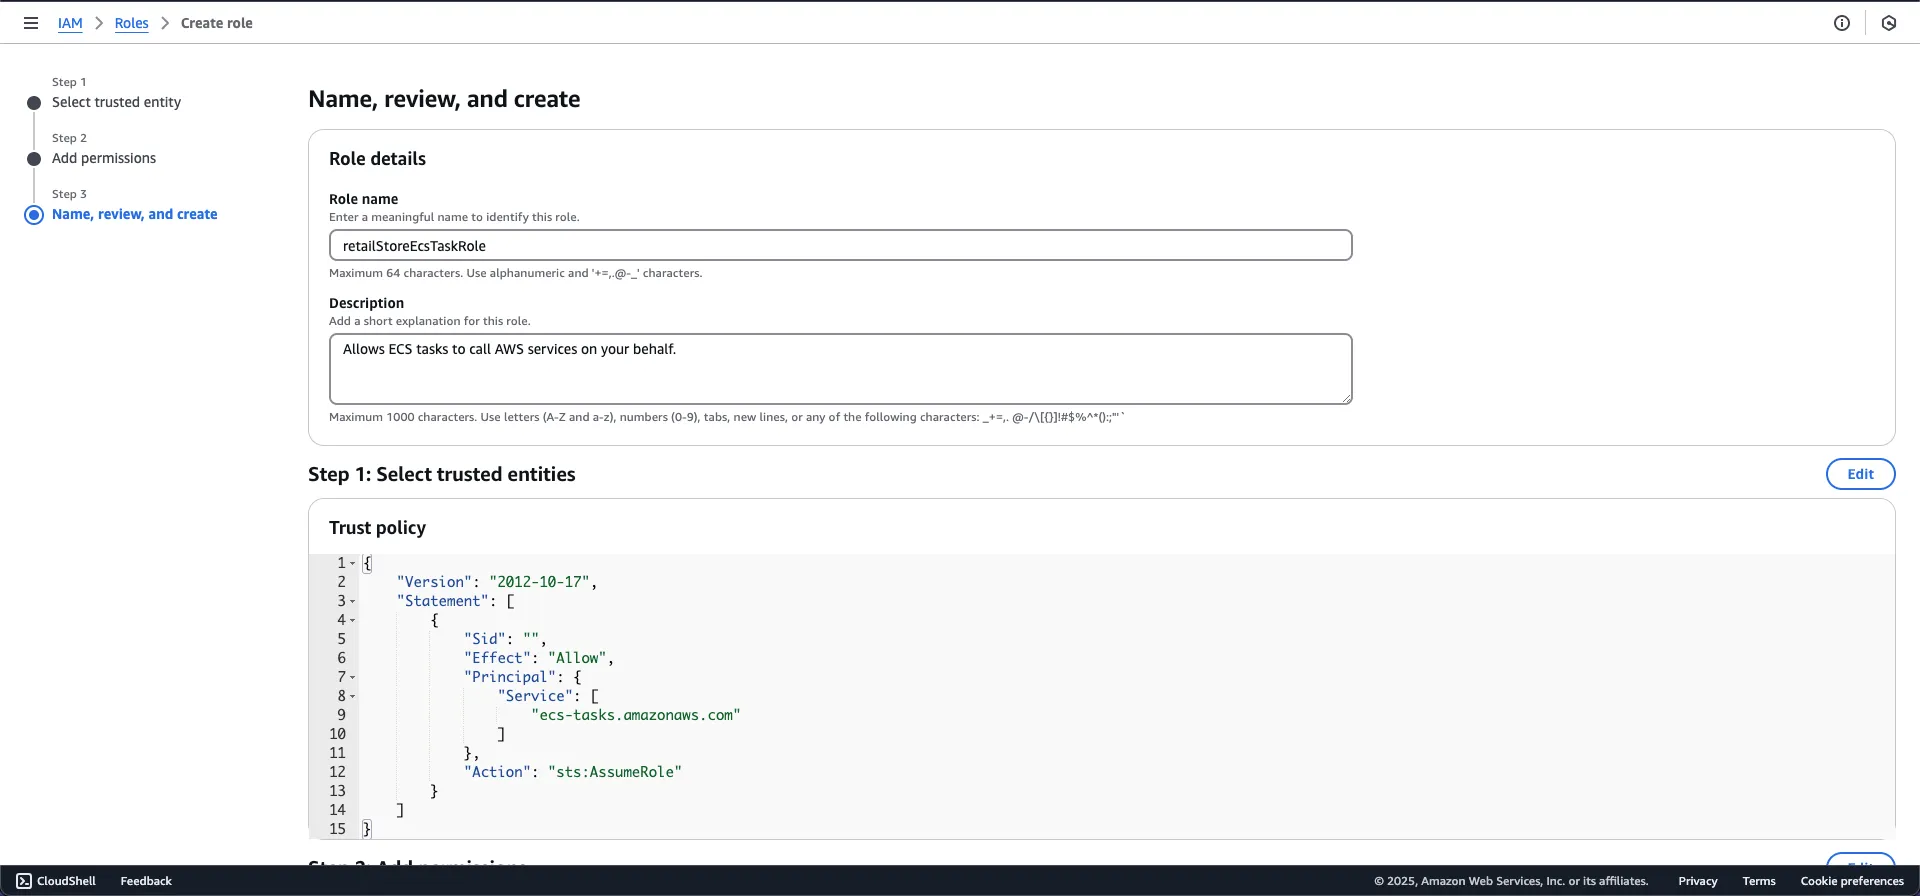 IAM > Roles > Create role
Step 1
Select trusted entity
Step 2
Add permissions
Step 3
Name, review, and create
Name, review, and create
Role details
Role name
Enter a meaningful name to identify this role.
retailStoreEcsTaskRole
Maximum 64 characters. Use alphanumeric and '+=,.@-_' characters.
Description
Add a short explanation for this role.
Allows ECS tasks to call AWS services on your behalf.
Maximum 1000 characters. Use letters (A-Z and a-z), numbers (0-9), tabs, new lines, or any of the following characters: _+=,. @-/\[{}]!#$%^*();:"'`
Step 1: Select trusted entities
Edit
Trust policy
1 {
2 "Version": "2012-10-17",
3 "Statement": [
4 {
5 "Sid": "",
6 "Effect": "Allow",
7 "Principal": {
8 "Service": [
9 "ecs-tasks.amazonaws.com"
10 ]
11 },
12 "Action": "sts:AssumeRole"
13 }
14 ]
15 }
Step 2: Add permissions
Edit
CloudShell Feedback © 2025, Amazon Web Services, Inc. or its affiliates. Privacy Terms Cookie preferences